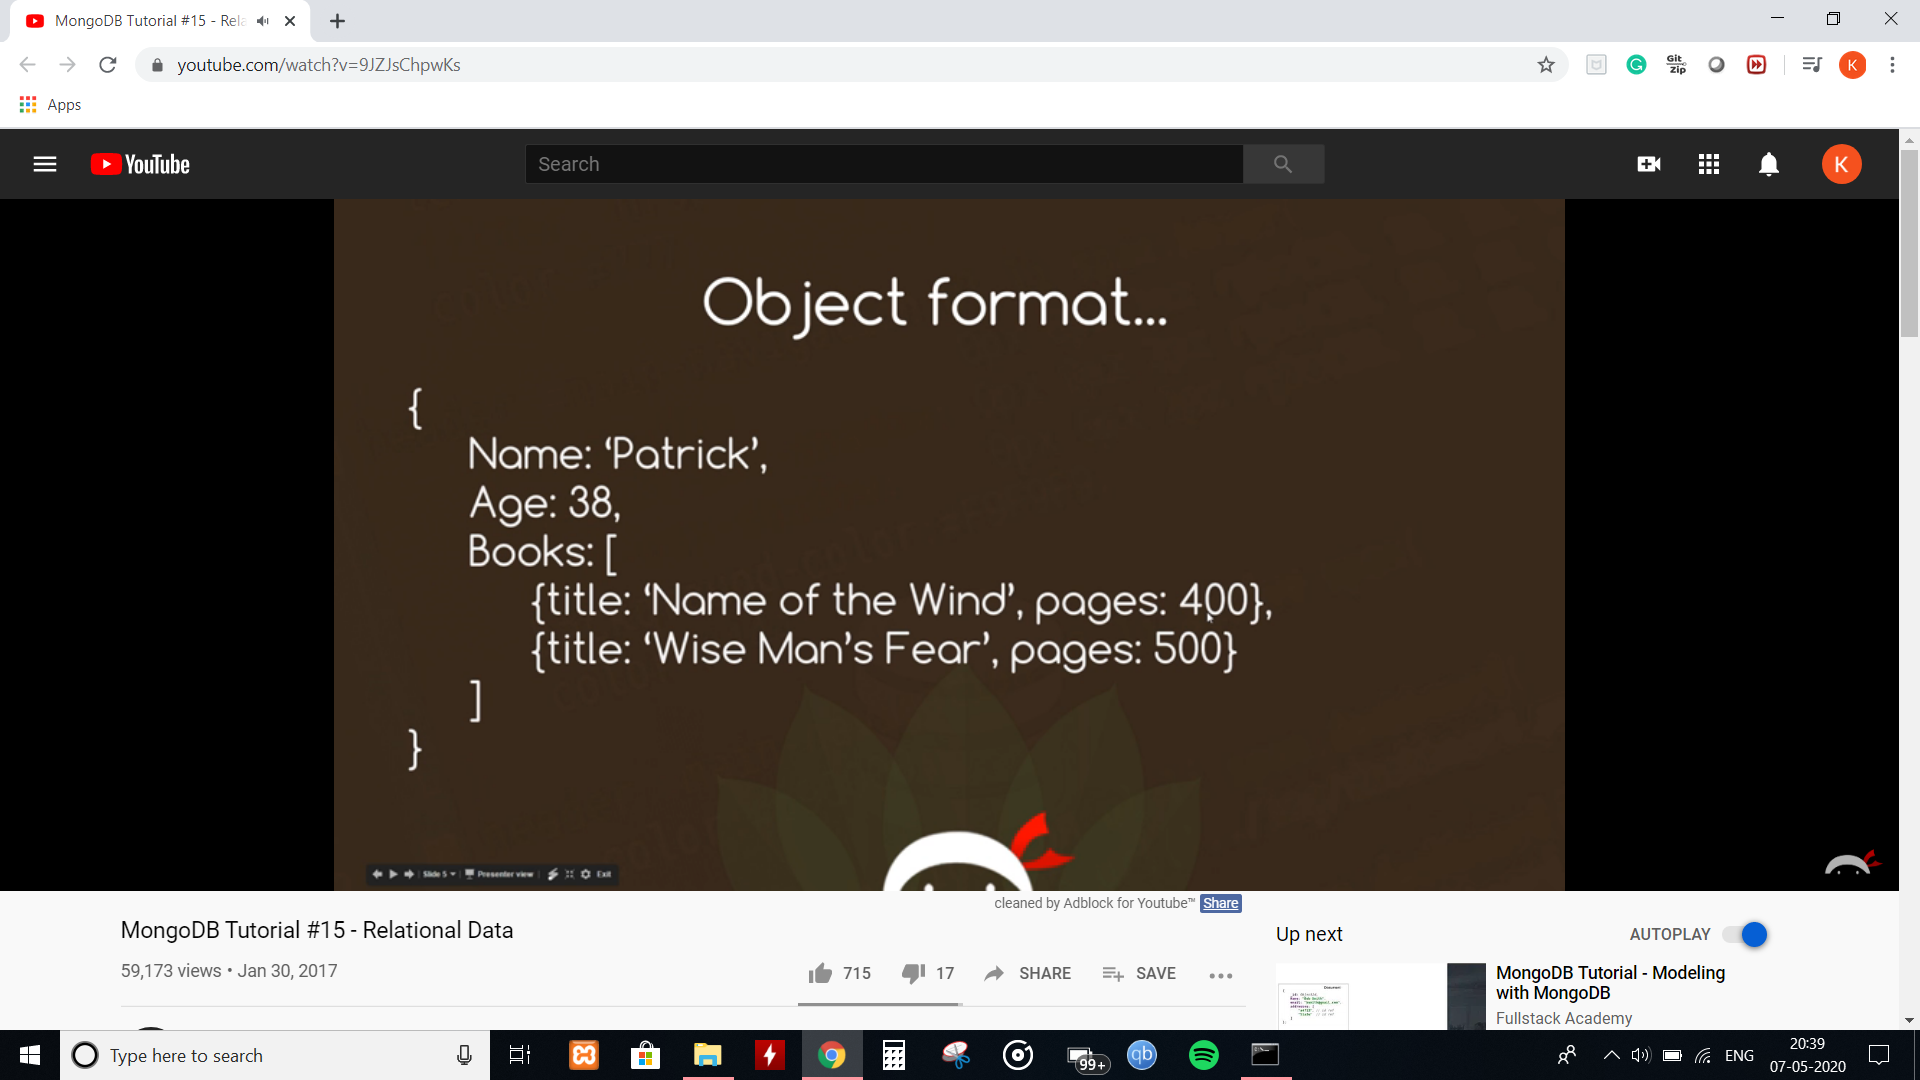 MongoDB Tutorial #15 - Rela
youtube.com/watch?v=9JZJsChpwKs
Git
Zip
K
Apps
YouTube
Search
K
Object format...
{
Name: ‘Patrick’,
Age: 38,
Books: [
{title: ‘Name of the Wind’, pages: 400},
{title: ‘Wise Man’s Fear’, pages: 500}
]
}
Slide 5
Presenter view
Exit
cleaned by Adblock for Youtube™ Share
MongoDB Tutorial #15 - Relational Data
59,173 views • Jan 30, 2017
715
17
SHARE
SAVE
Up next
AUTOPLAY
MongoDB Tutorial - Modeling
with MongoDB
Fullstack Academy
Type here to search
99+
qb
ENG
20:39
07-05-2020